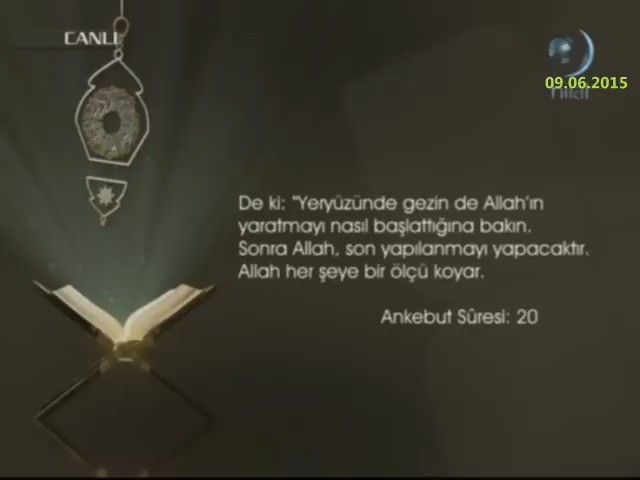 CANLI
09.06.2015
Hilal
De ki: "Yeryüzünde gezin de Allah'ın
yaratmayı nasıl başlattığına bakın.
Sonra Allah, son yapılanmayı yapacaktır.
Allah her şeye bir ölçü koyar.
Ankebut Sûresi: 20